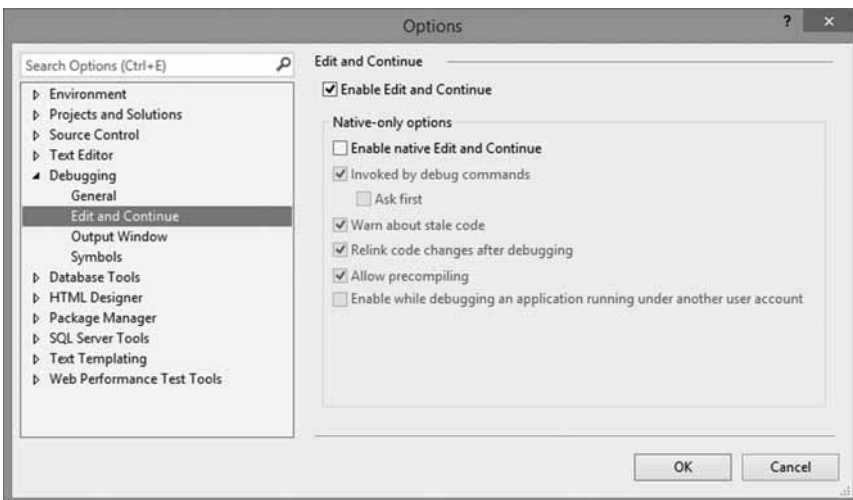 Options
? ×
Search Options (Ctrl+E)
Environment
Projects and Solutions
Source Control
Text Editor
Debugging
General
Edit and Continue
Output Window
Symbols
Database Tools
HTML Designer
Package Manager
SQL Server Tools
Text Templating
Web Performance Test Tools
Edit and Continue
Enable Edit and Continue
Native-only options
Enable native Edit and Continue
Invoked by debug commands
Ask first
Warn about stale code
Relink code changes after debugging
Allow precompiling
Enable while debugging an application running under another user account
OK
Cancel